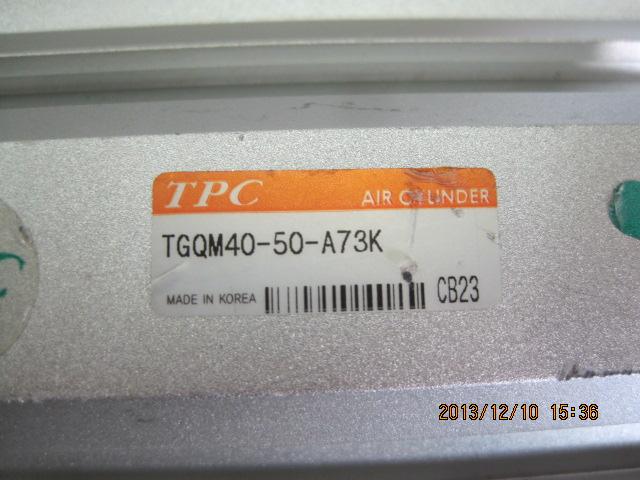 TPC
AIR CYLINDER
TGQM40-50-A73K
MADE IN KOREA
CB23
2013/12/10 15:36